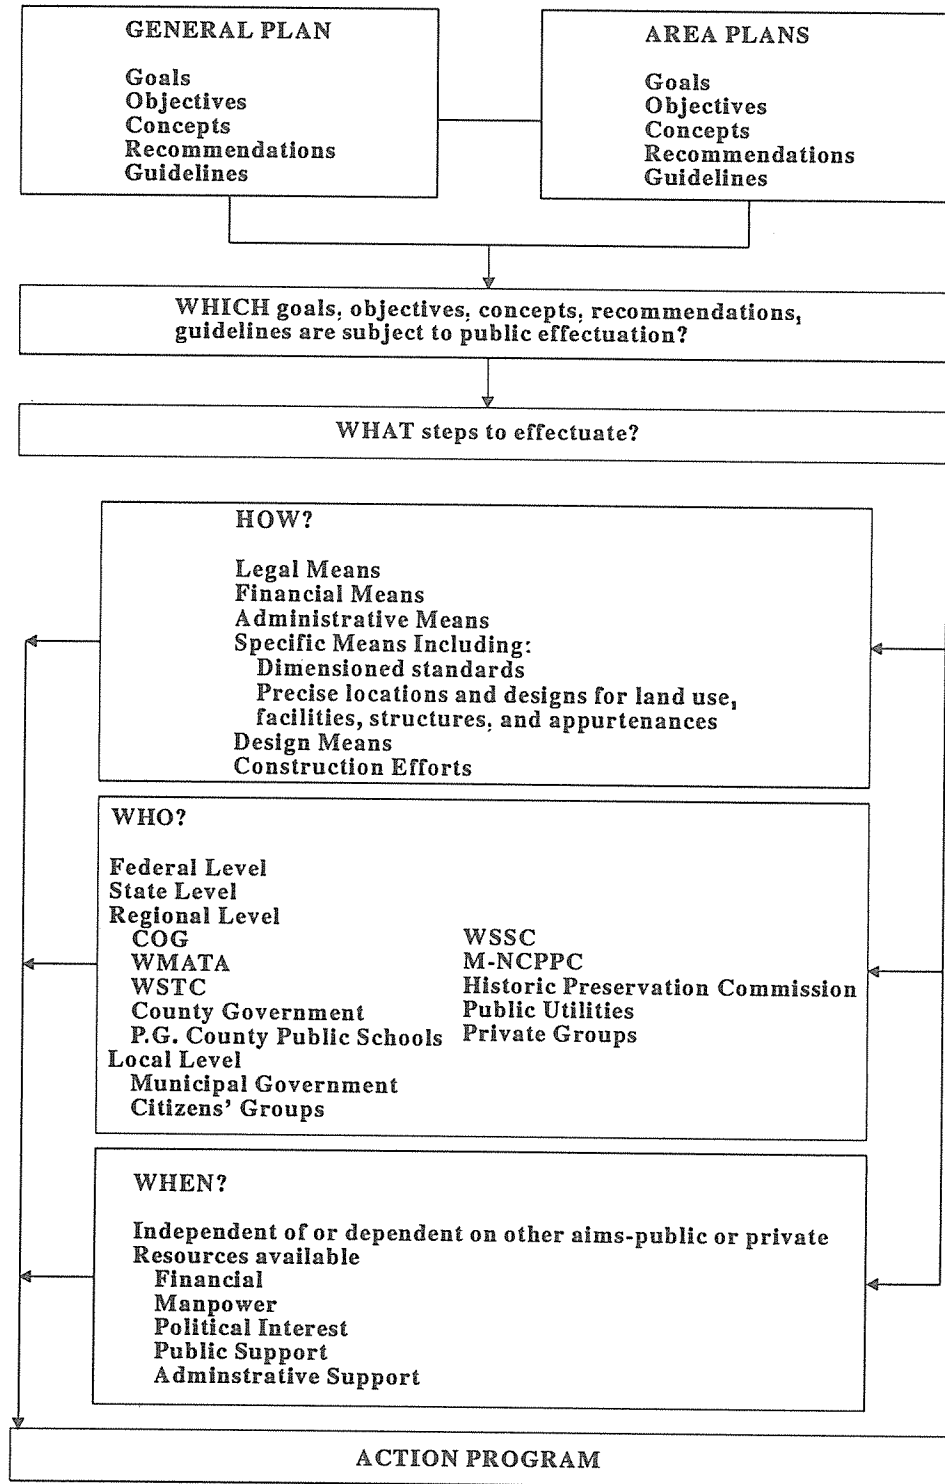 GENERAL PLAN
Goals
Objectives
Concepts
Recommendations
Guidelines
AREA PLANS
Goals
Objectives
Concepts
Recommendations
Guidelines
WHICH goals, objectives, concepts, recommendations,
guidelines are subject to public effectuation?
WHAT steps to effectuate?
HOW?
Legal Means
Financial Means
Administrative Means
Specific Means Including:
Dimensioned standards
Precise locations and designs for land use,
facilities, structures, and appurtenances
Design Means
Construction Efforts
WHO?
Federal Level
State Level
Regional Level
COG
WMATA
WSTC
County Government
P.G. County Public Schools
WSSC
M-NCPPC
Historic Preservation Commission
Public Utilities
Private Groups
Local Level
Municipal Government
Citizens' Groups
WHEN?
Independent of or dependent on other aims-public or private
Resources available
Financial
Manpower
Political Interest
Public Support
Adminstrative Support
ACTION PROGRAM